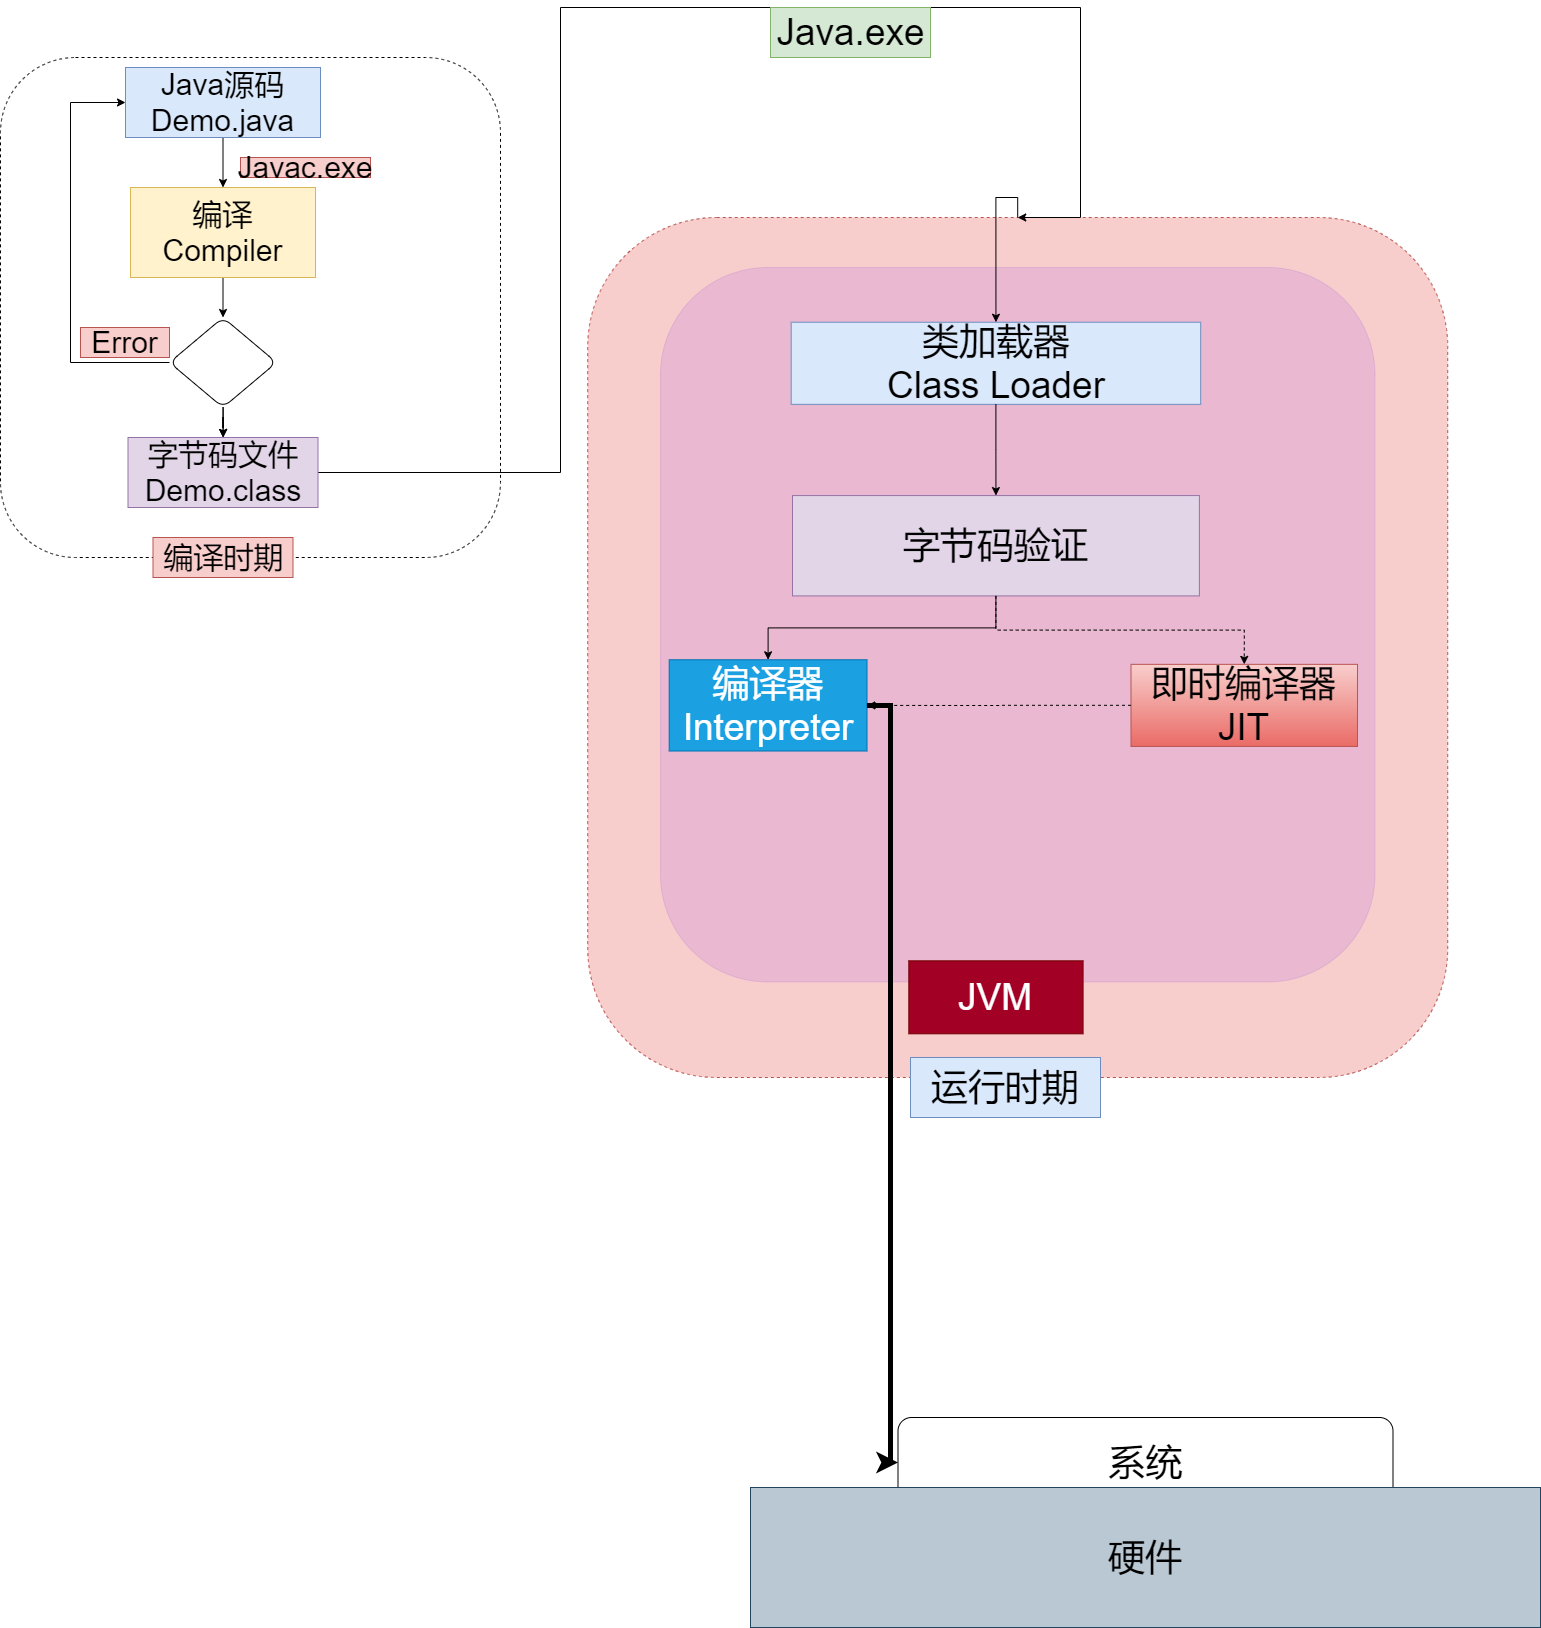 Java.exe
Java源码
Demo.java
Javac.exe
编译
Compiler
Error
字节码文件
Demo.class
编译时期
类加载器
Class Loader
字节码验证
编译器
Interpreter
即时编译器
JIT
JVM
运行时期
系统
硬件